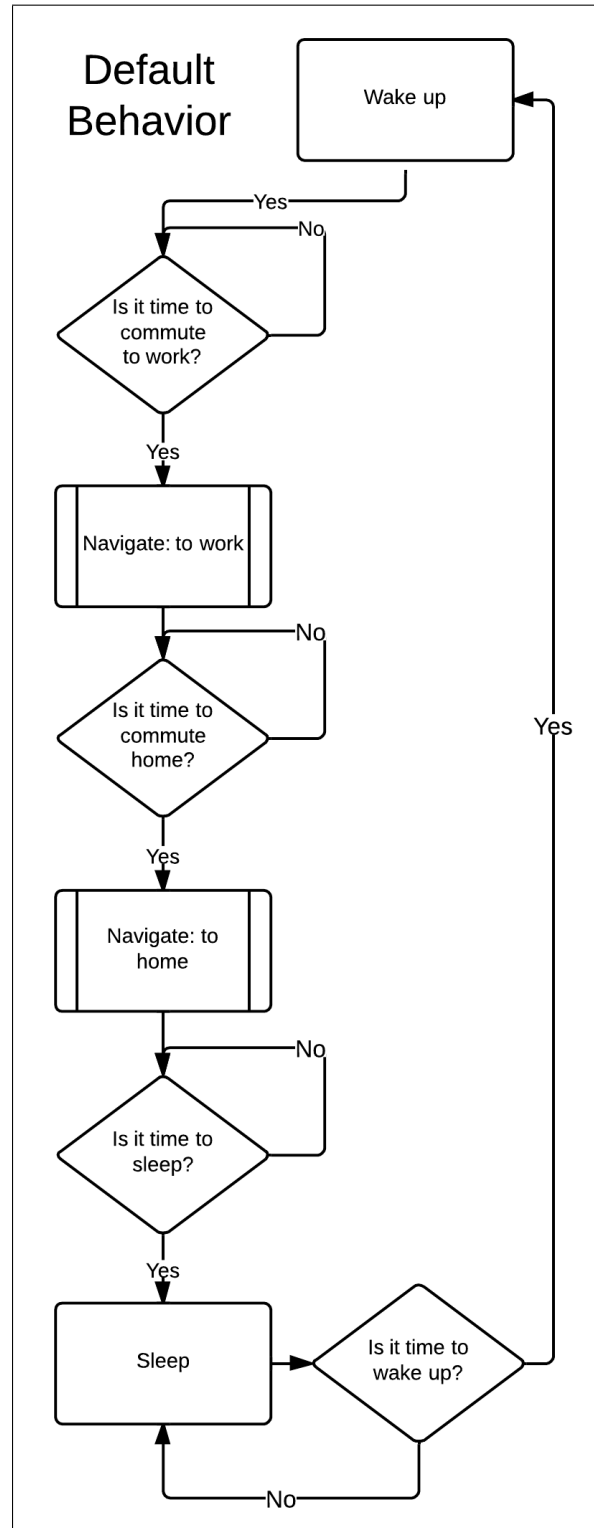 Default
Behavior
Wake up
Yes
No
Is it time to
commute
to work?
Yes
Navigate: to work
No
Is it time to
commute
home?
Yes
Yes
Navigate: to
home
No
Is it time to
sleep?
Yes
Sleep
Is it time to
wake up?
No